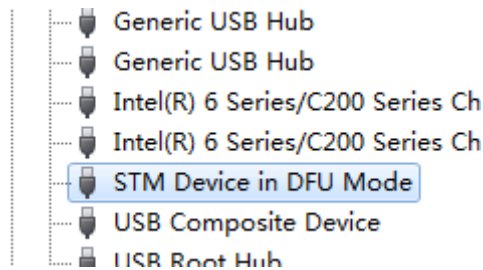 Generic USB Hub
Generic USB Hub
Intel(R) 6 Series/C200 Series Ch
Intel(R) 6 Series/C200 Series Ch
STM Device in DFU Mode
USB Composite Device
USB Root Hub